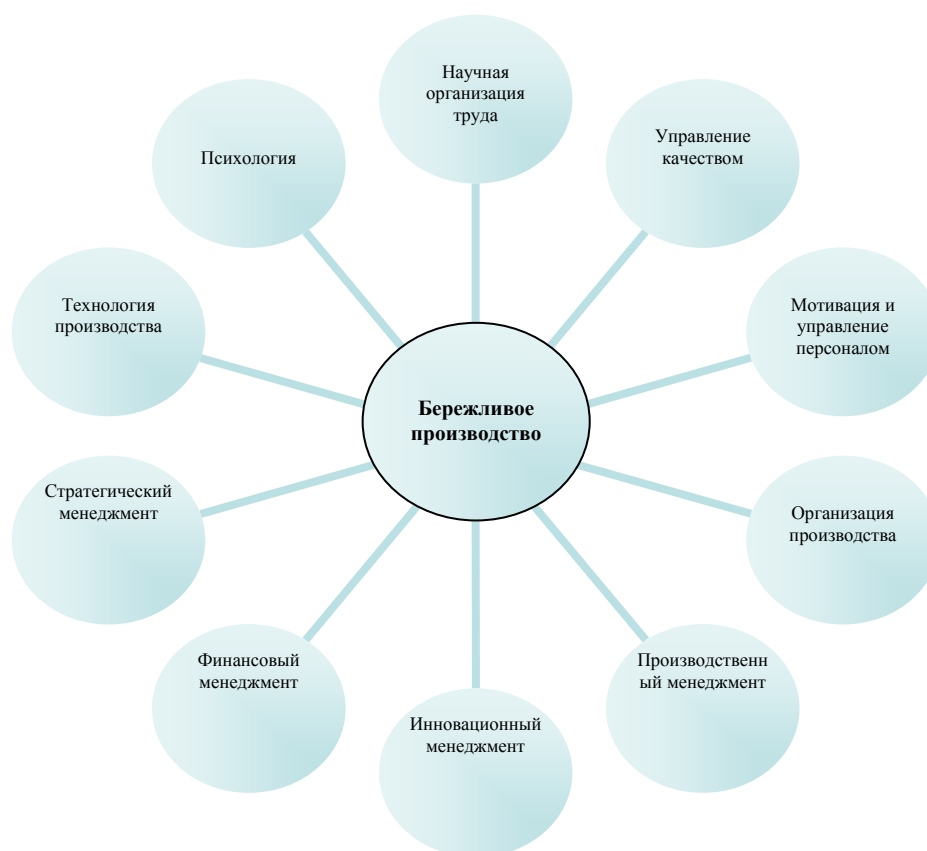 Научная
организация
труда
Управление
качеством
Мотивация и
управление
персоналом
Организация
производства
Производственн
ый менеджмент
Инновационный
менеджмент
Финансовый
менеджмент
Стратегический
менеджмент
Технология
производства
Психология
Бережливое
производство